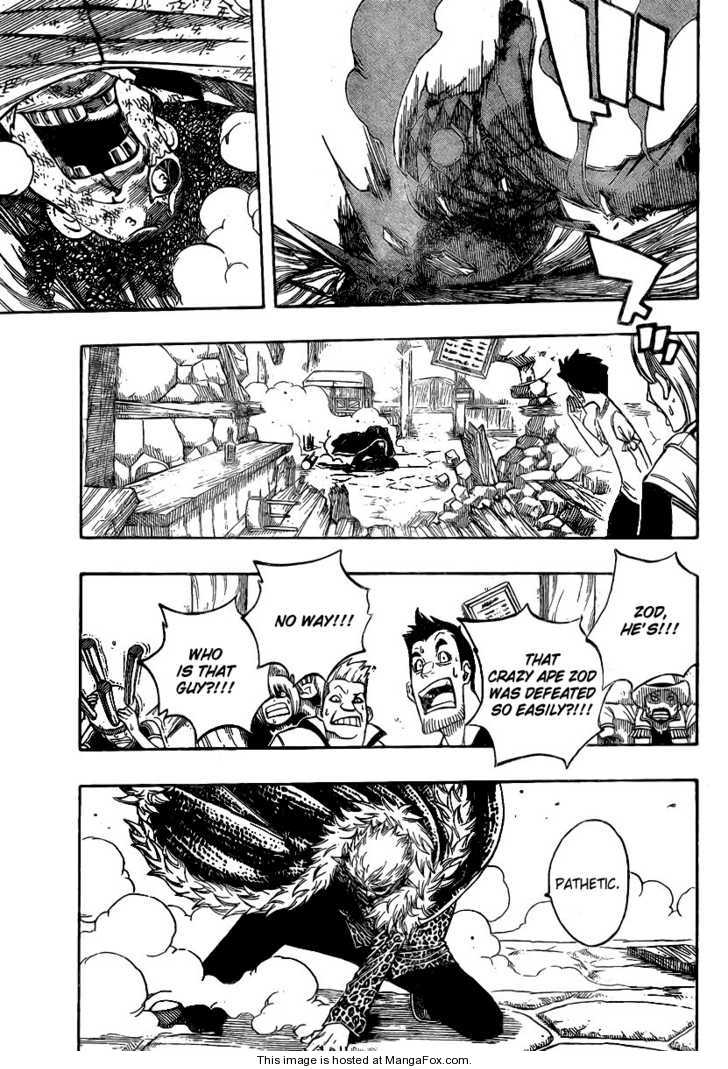 ZOD,
HE'S!!!
THAT
CRAZY APE ZOD
WAS DEFEATED
SO EASILY?!!!
NO WAY!!!
WHO
IS THAT
GUY?!!!
PATHETIC.
This image is hosted at MangaFox.com.